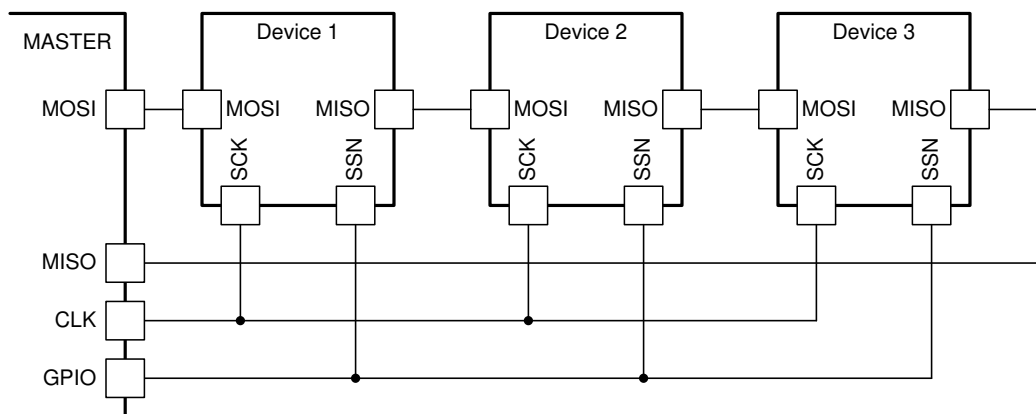 MASTER
Device 1
Device 2
Device 3
MOSI
MOSI
MISO
MOSI
MISO
MOSI
MISO
SCK
SSN
SCK
SSN
SCK
SSN
MISO
CLK
GPIO